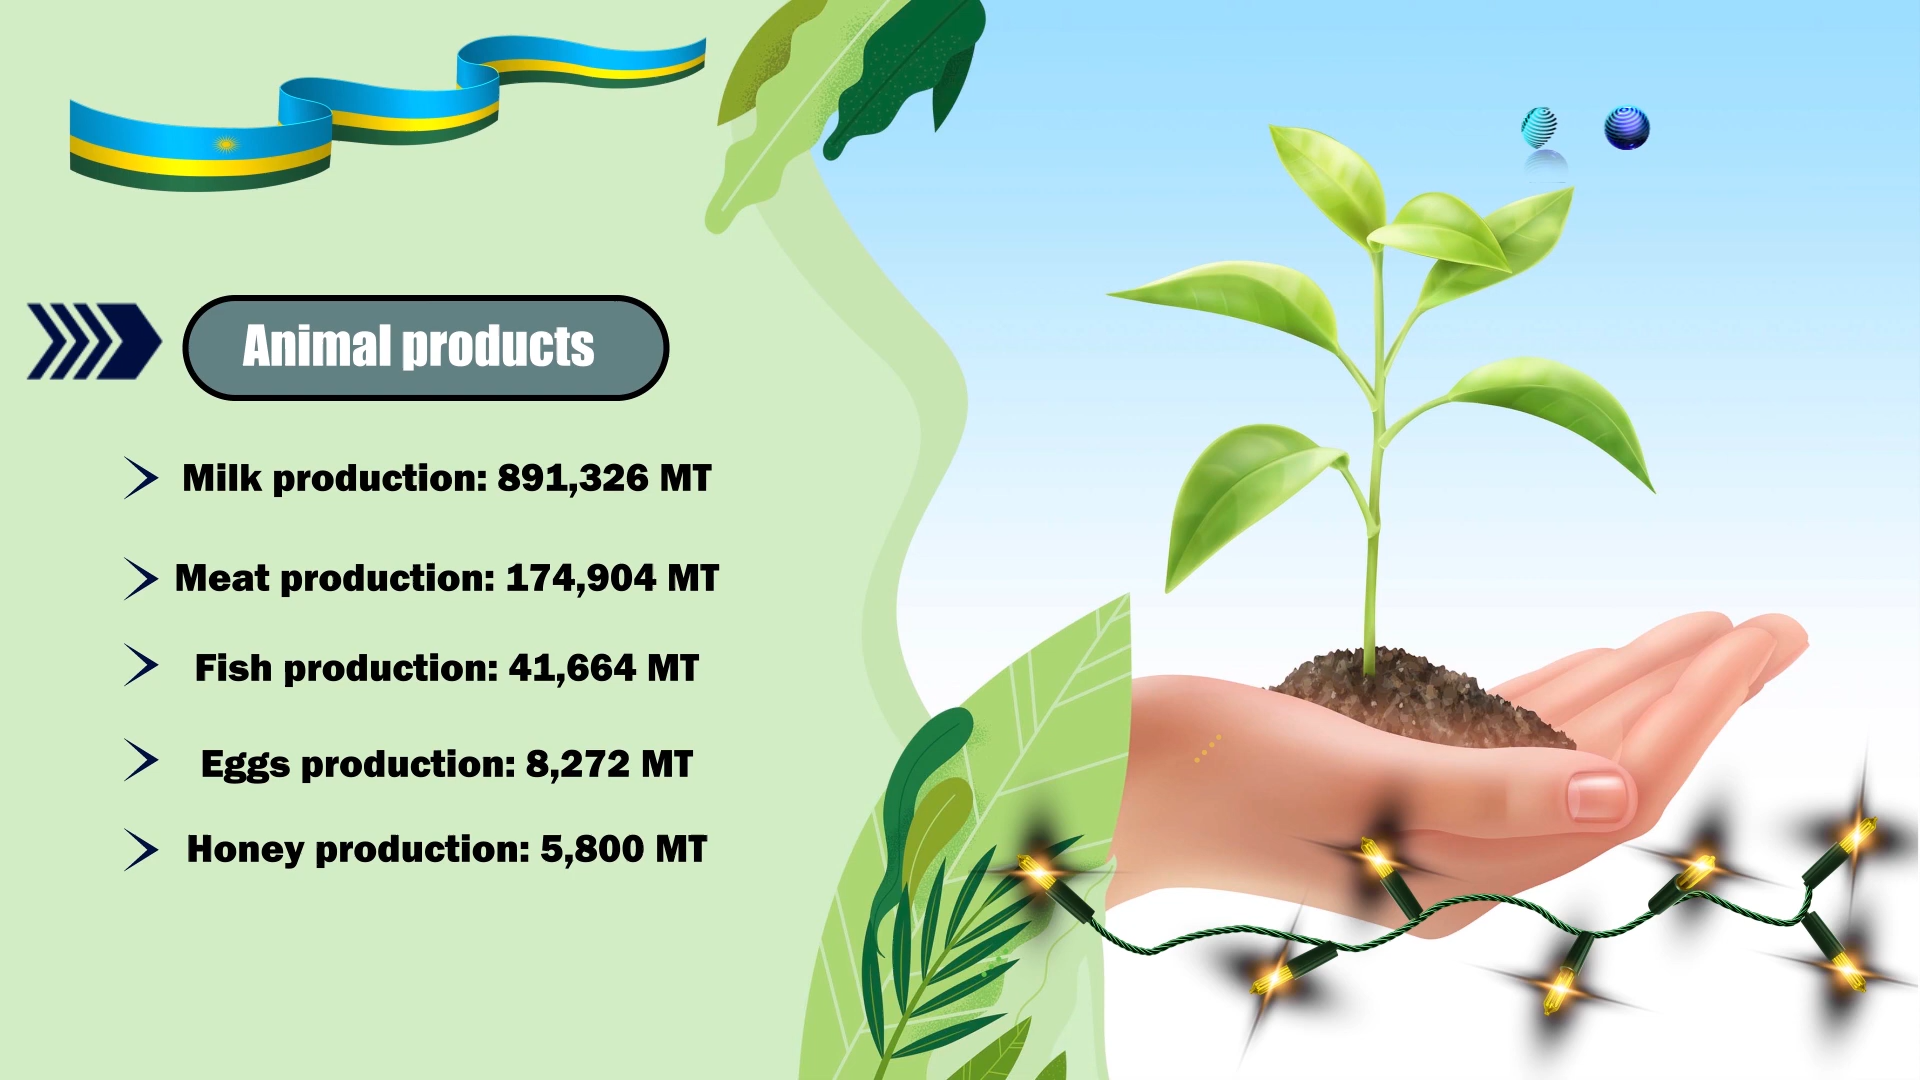 Animal products
Milk production: 891,326 MT
Meat production: 174,904 MT
Fish production: 41,664 MT
Eggs production: 8,272 MT
Honey production: 5,800 MT